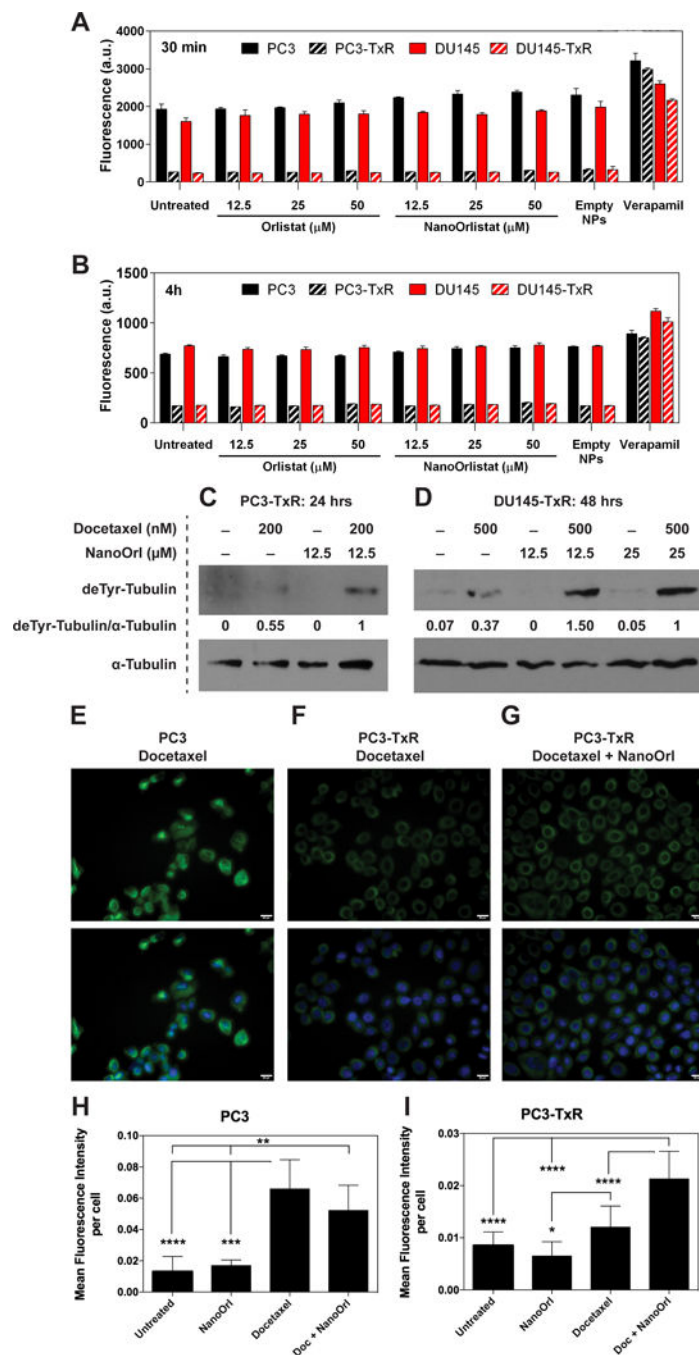 A
30 min
PC3 PC3-TxR DU145 DU145-TxR
Fluorescence (a.u.)
4000
3000
2000
1000
0
Untreated 12.5 25 50 12.5 25 50 Empty NPs Verapamil
Orlistat (μM) NanoOrlistat (μM)
B
4h
PC3 PC3-TxR DU145 DU145-TxR
Fluorescence (a.u.)
1500
1000
500
0
Untreated 12.5 25 50 12.5 25 50 Empty NPs Verapamil
Orlistat (μM) NanoOrlistat (μM)
C PC3-TxR: 24 hrs
D DU145-TxR: 48 hrs
Docetaxel (nM) – 200 – 200 – 500 – 500 – 500
NanoOrl (μM) – – 12.5 12.5 – – 12.5 12.5 25 25
deTyr-Tubulin
deTyr-Tubulin/α-Tubulin 0 0.55 0 1 0.07 0.37 0 1.50 0.05 1
α-Tubulin
E
PC3
Docetaxel
F
PC3-TxR
Docetaxel
G
PC3-TxR
Docetaxel + NanoOrl
H
PC3
Mean Fluorescence Intensity
per cell
0.10
0.08
0.06
0.04
0.02
0.00
**
**** ***
Untreated NanoOrl Docetaxel Doc + NanoOrl
I
PC3-TxR
Mean Fluorescence Intensity
per cell
0.03
0.02
0.01
0.00
****
****
**** *
Untreated NanoOrl Docetaxel Doc + NanoOrl